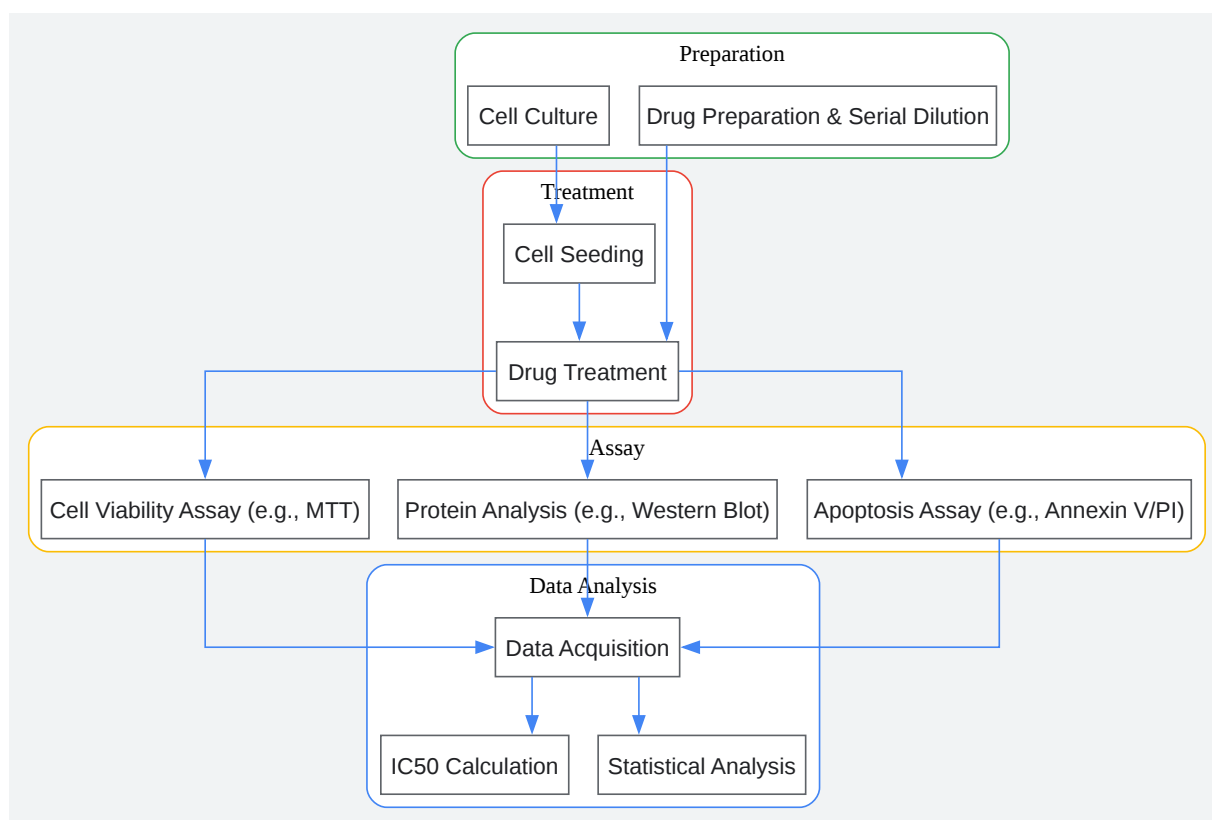 Preparation
Cell Culture
Drug Preparation & Serial Dilution
Treatment
Cell Seeding
Drug Treatment
Assay
Cell Viability Assay (e.g., MTT)
Protein Analysis (e.g., Western Blot)
Apoptosis Assay (e.g., Annexin V/PI)
Data Analysis
Data Acquisition
IC50 Calculation
Statistical Analysis